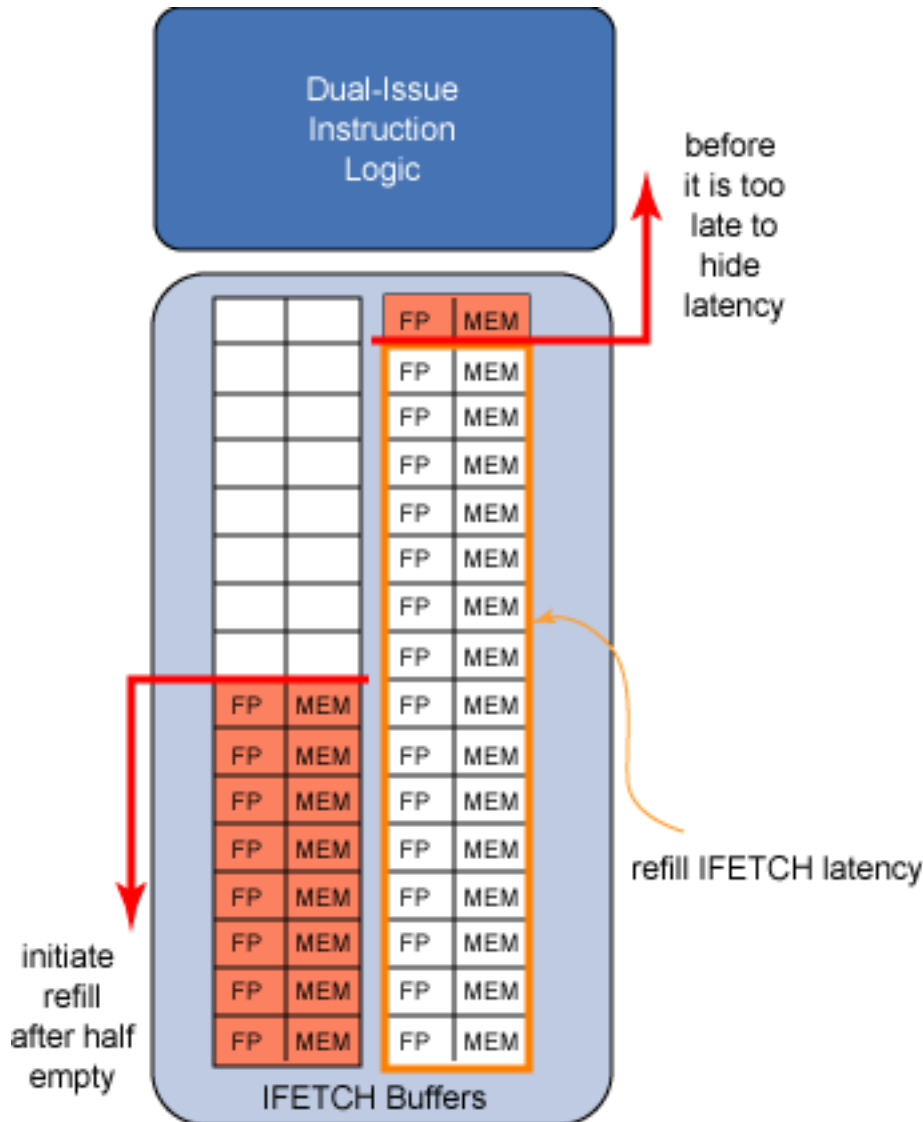 Dual-Issue
Instruction
Logic
before
it is too
late to
hide
latency
FP MEM
FP MEM
FP MEM
FP MEM
FP MEM
FP MEM
FP MEM
FP MEM
FP MEM FP MEM
FP MEM FP MEM
FP MEM FP MEM
FP MEM FP MEM
FP MEM FP MEM
FP MEM FP MEM
FP MEM FP MEM
FP MEM FP MEM
refill IFETCH latency
initiate
refill
after half
empty
IFETCH Buffers